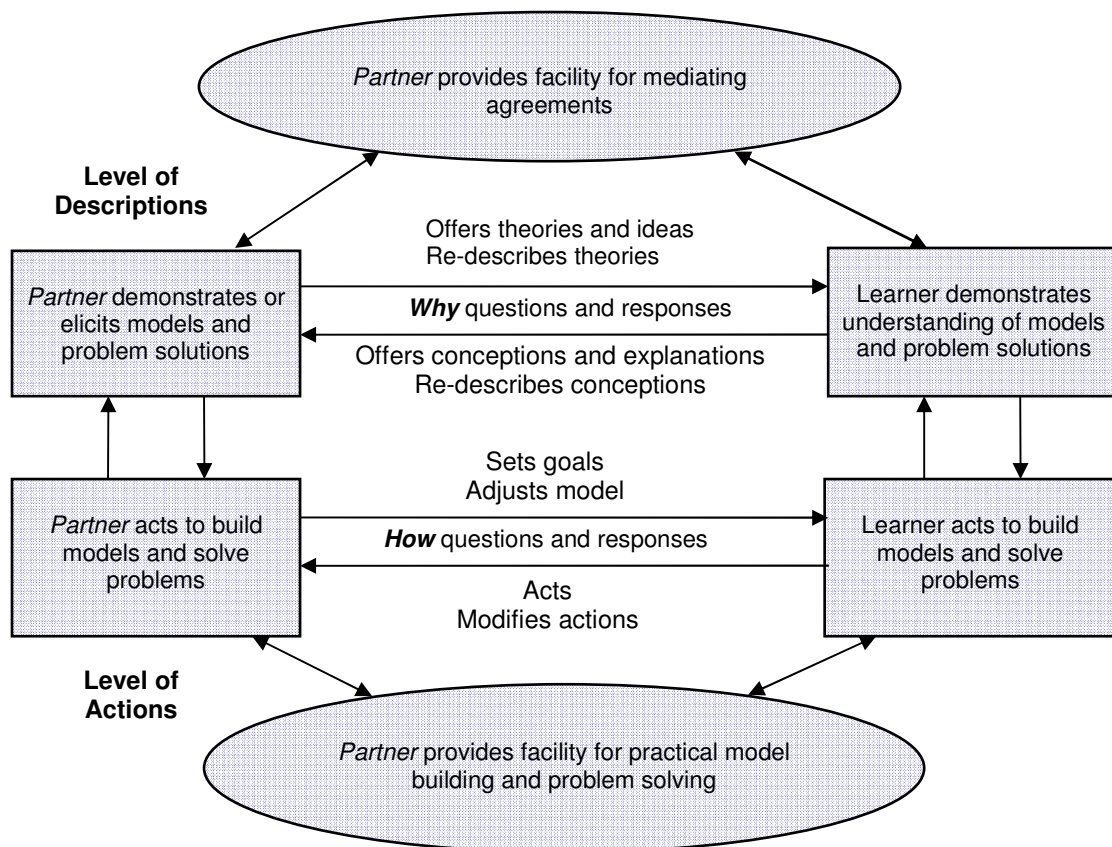 Partner provides facility for mediating
agreements
Level of
Descriptions
Offers theories and ideas
Re-describes theories
Partner demonstrates or
elicits models and
problem solutions
Why questions and responses
Learner demonstrates
understanding of models
and problem solutions
Offers conceptions and explanations
Re-describes conceptions
Sets goals
Adjusts model
Partner acts to build
models and solve
problems
How questions and responses
Learner acts to build
models and solve
problems
Acts
Modifies actions
Level of
Actions
Partner provides facility for practical model
building and problem solving